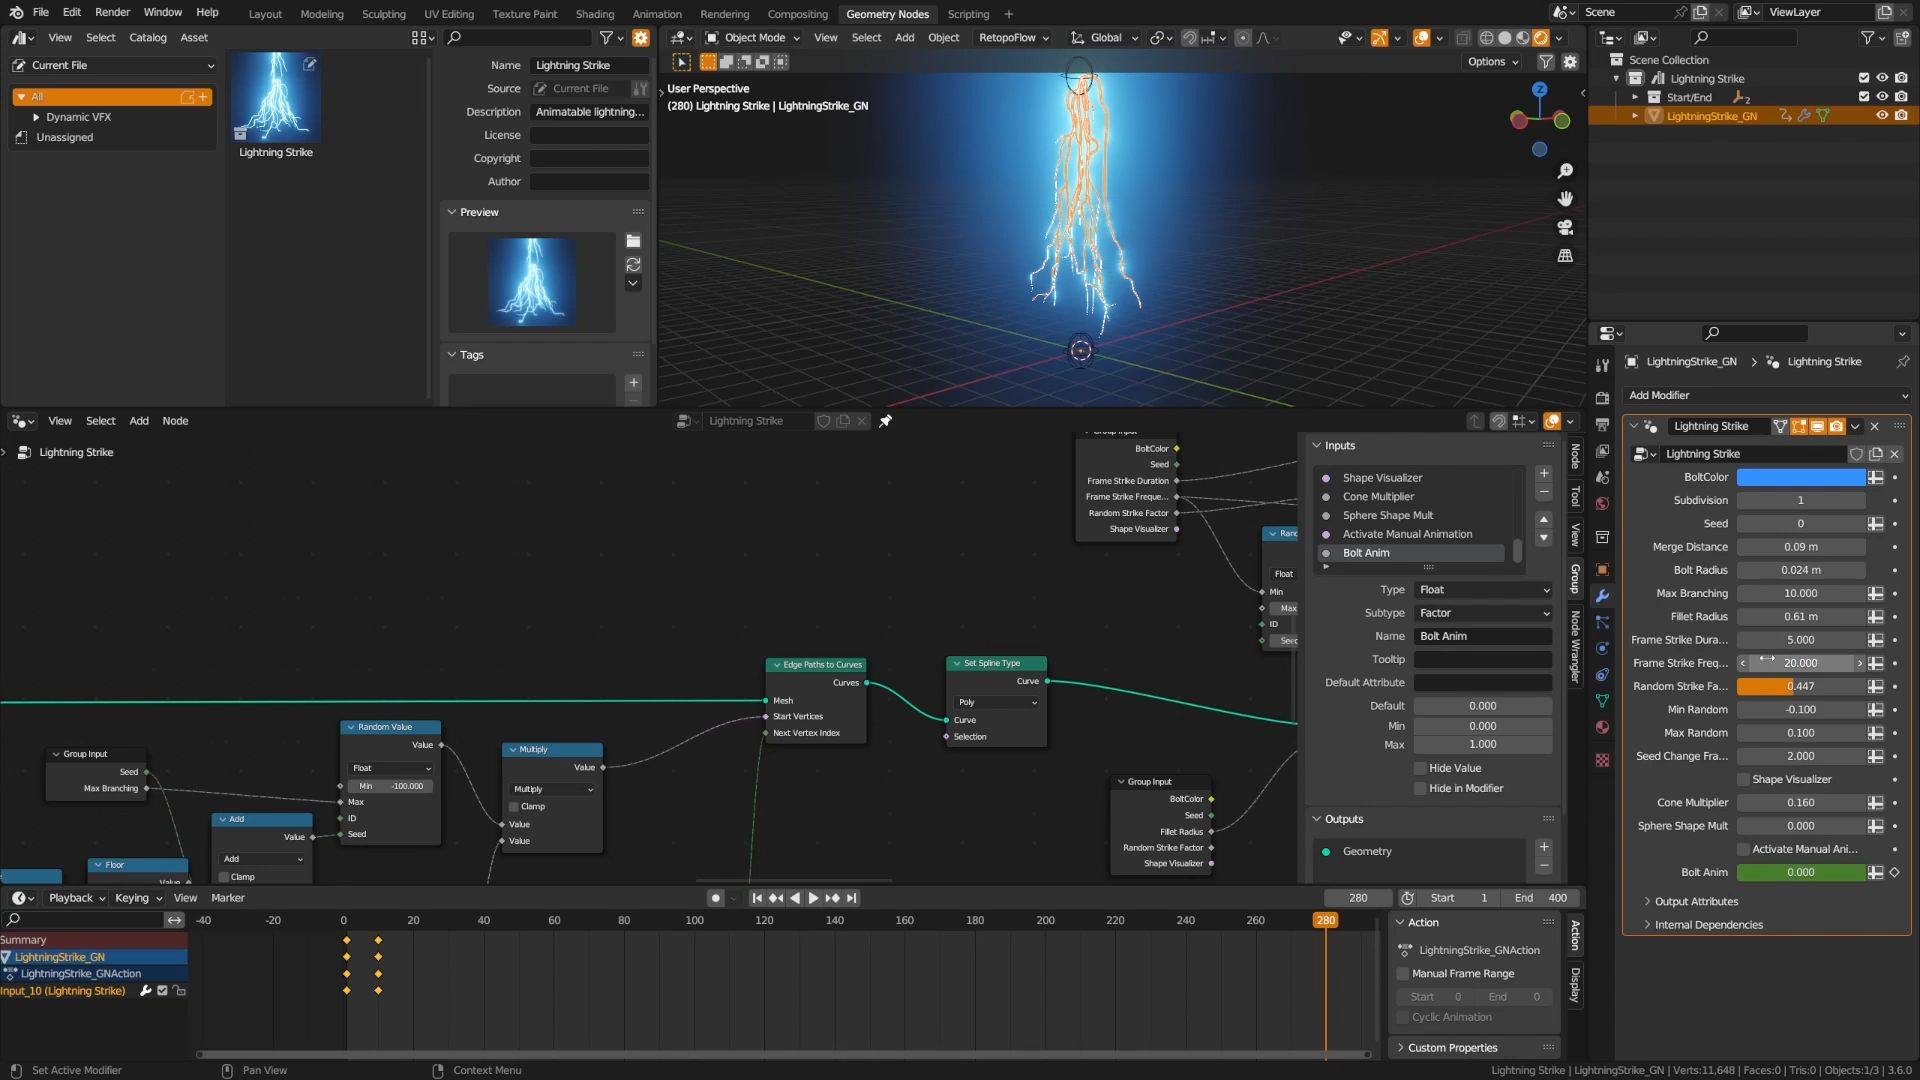 File Edit Render Window Help Layout Modeling Sculpting UV Editing Texture Paint Shading Animation Rendering Compositing Geometry Nodes Scripting + Scene ViewLayer
View Select Catalog Asset
Current File
All
Dynamic VFX
Unassigned
Lightning Strike
Name Lightning Strike
Source Current File
Description Animatable lightning...
License
Copyright
Author
Preview
Tags
Object Mode View Select Add Object RetopoFlow Global
Options
User Perspective
(280) Lightning Strike | LightningStrike_GN
Z
Scene Collection
Lightning Strike
Start/End 2
LightningStrike_GN
LightningStrike_GN > Lightning Strike
Add Modifier
Lightning Strike
Lightning Strike
BoltColor
Subdivision 1
Seed 0
Merge Distance 0.09 m
Bolt Radius 0.024 m
Max Branching 10.000
Fillet Radius 0.61 m
Frame Strike Dura... 5.000
Frame Strike Freq... 20.000
Random Strike Fa... 0.447
Min Random -0.100
Max Random 0.100
Seed Change Fra... 2.000
Shape Visualizer
Cone Multiplier 0.160
Sphere Shape Mult 0.000
Activate Manual Ani...
Bolt Anim 0.000
Output Attributes
Internal Dependencies
View Select Add Node Lightning Strike
Lightning Strike
Group Input
BoltColor
Seed
Frame Strike Duration
Frame Strike Freque...
Random Strike Factor
Shape Visualizer
Rand
Float
Min
Max
ID
Seed
Edge Paths to Curves
Curves
Mesh
Start Vertices
Next Vertex Index
Set Spline Type
Curve
Poly
Curve
Selection
Group Input
Seed
Max Branching
Random Value
Value
Float
Min -100.000
Max
ID
Seed
Multiply
Value
Multiply
Clamp
Value
Value
Add
Value
Add
Clamp
Floor
Value
Group Input
BoltColor
Seed
Fillet Radius
Random Strike Factor
Shape Visualizer
Inputs
Shape Visualizer
Cone Multiplier
Sphere Shape Mult
Activate Manual Animation
Bolt Anim
Type Float
Subtype Factor
Name Bolt Anim
Tooltip
Default Attribute
Default 0.000
Min 0.000
Max 1.000
Hide Value
Hide in Modifier
Outputs
Geometry
Node
Tool
View
Group
Node Wrangler
Playback Keying View Marker 280 Start 1 End 400
-40 -20 0 20 40 60 80 100 120 140 160 180 200 220 240 260 280
Summary
LightningStrike_GN
LightningStrike_GNAction
Input_10 (Lightning Strike)
Action
LightningStrike_GNAction
Manual Frame Range
Start 0 End 0
Cyclic Animation
Custom Properties
Action
Display
Set Active Modifier Pan View Context Menu Lightning Strike | LightningStrike_GN | Verts:11,648 | Faces:0 | Tris:0 | Objects:1/3 | 3.6.0